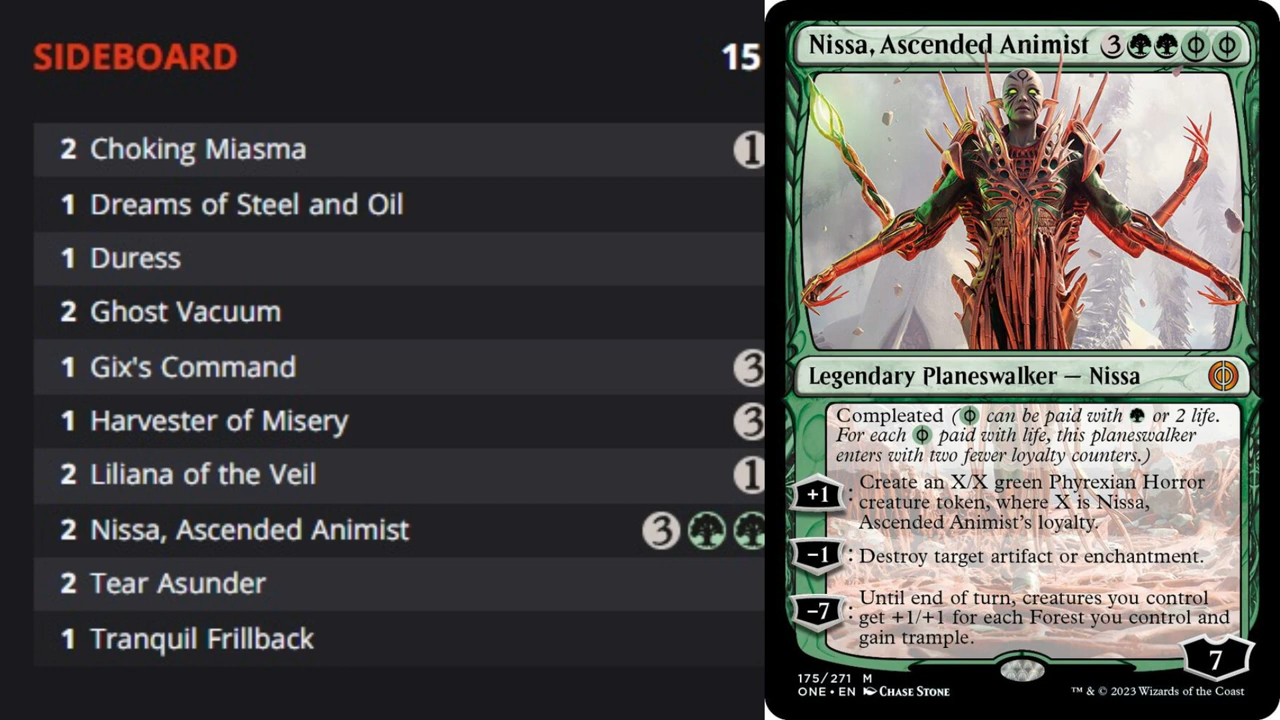 SIDEBOARD 15
2 Choking Miasma 1
1 Dreams of Steel and Oil
1 Duress
2 Ghost Vacuum
1 Gix's Command 3
1 Harvester of Misery 3
2 Liliana of the Veil 1
2 Nissa, Ascended Animist 3
2 Tear Asunder
1 Tranquil Frillback
Nissa, Ascended Animist 3
Legendary Planeswalker — Nissa
Compleated ( can be paid with or 2 life.
For each paid with life, this planeswalker
enters with two fewer loyalty counters.)
+1 : Create an X/X green Phyrexian Horror
creature token, where X is Nissa,
Ascended Animist's loyalty.
−1 : Destroy target artifact or enchantment.
−7 : Until end of turn, creatures you control
get +1/+1 for each Forest you control and
gain trample.
7
175/271 M
ONE • EN CHASE STONE
™ & © 2023 Wizards of the Coast